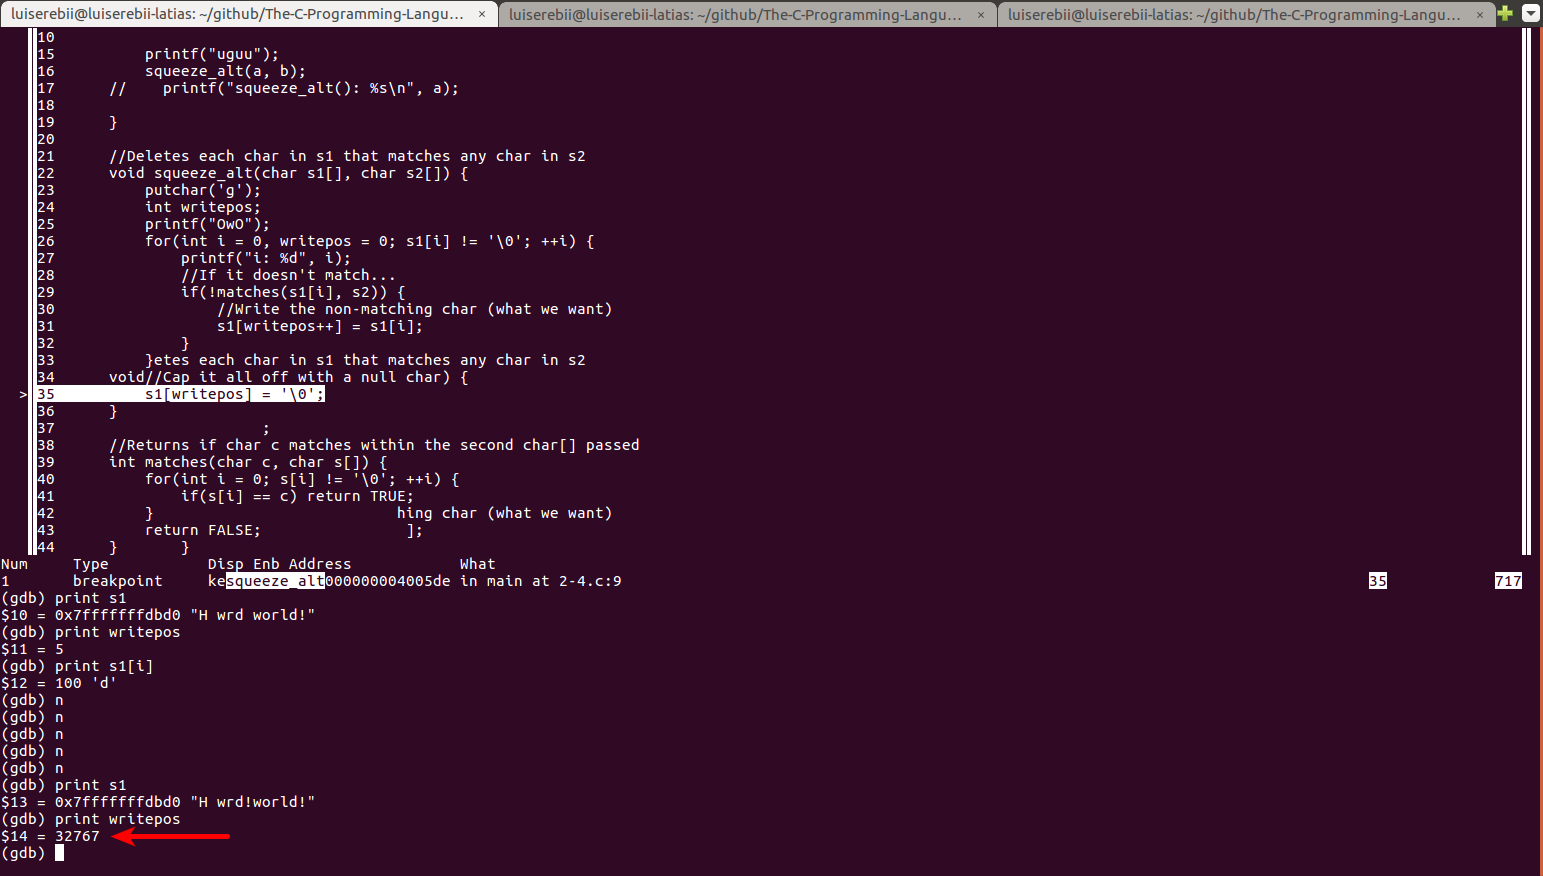 luiserebii@luiserebii-latias: ~/github/The-C-Programming-Langu... × luiserebii@luiserebii-latias: ~/github/The-C-Programming-Langu... × luiserebii@luiserebii-latias: ~/github/The-C-Programming-Langu... ×
10
15 printf("uguu");
16 squeeze_alt(a, b);
17 // printf("squeeze_alt(): %s\n", a);
18
19 }
20
21 //Deletes each char in s1 that matches any char in s2
22 void squeeze_alt(char s1[], char s2[]) {
23 putchar('g');
24 int writepos;
25 printf("OwO");
26 for(int i = 0, writepos = 0; s1[i] != '\0'; ++i) {
27 printf("i: %d", i);
28 //If it doesn't match...
29 if(!matches(s1[i], s2)) {
30 //Write the non-matching char (what we want)
31 s1[writepos++] = s1[i];
32 }
33 }etes each char in s1 that matches any char in s2
34 void//Cap it all off with a null char) {
>35 s1[writepos] = '\0';
36 }
37 ;
38 //Returns if char c matches within the second char[] passed
39 int matches(char c, char s[]) {
40 for(int i = 0; s[i] != '\0'; ++i) {
41 if(s[i] == c) return TRUE;
42 } hing char (what we want)
43 return FALSE; ];
44 } }
Num Type Disp Enb Address What
1 breakpoint kesqueeze_alt000000004005de in main at 2-4.c:9 35 717
(gdb) print s1
$10 = 0x7fffffffdbd0 "H wrd world!"
(gdb) print writepos
$11 = 5
(gdb) print s1[i]
$12 = 100 'd'
(gdb) n
(gdb) n
(gdb) n
(gdb) n
(gdb) n
(gdb) print s1
$13 = 0x7fffffffdbd0 "H wrd!world!"
(gdb) print writepos
$14 = 32767
(gdb)